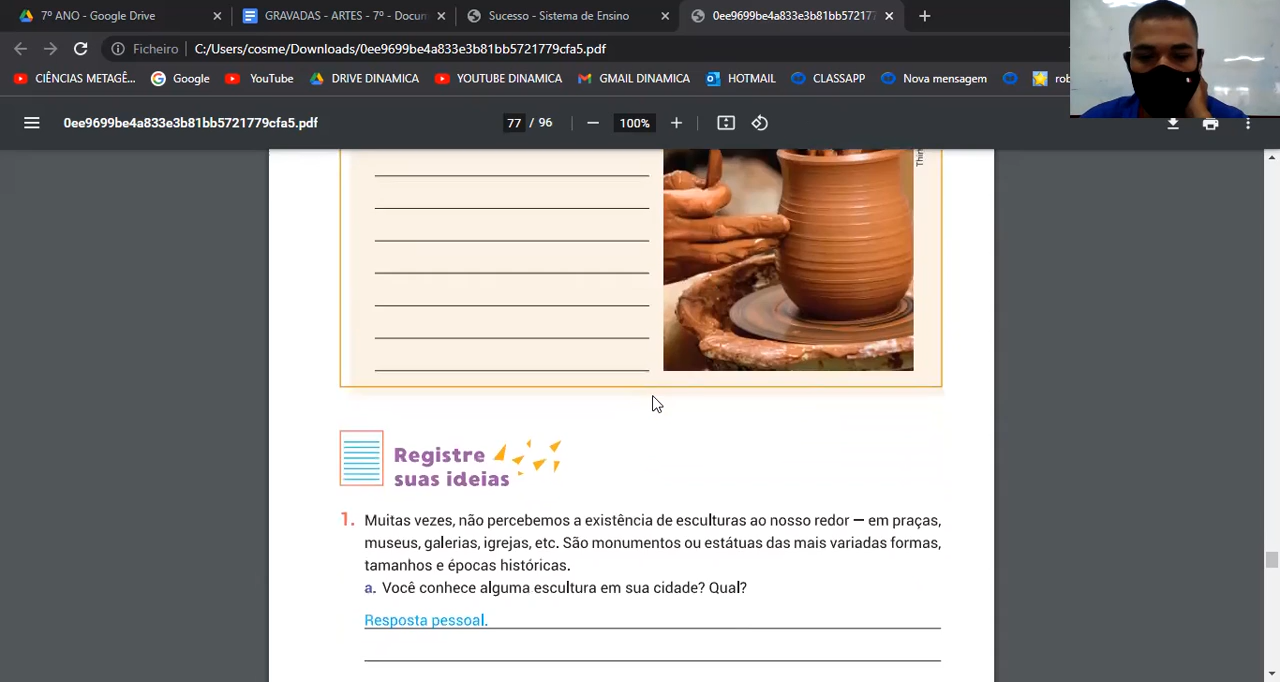 7º ANO - Google Drive
GRAVADAS - ARTES - 7º - Docum
Sucesso - Sistema de Ensino
0ee9699be4a833e3b81bb572177
Ficheiro
C:/Users/cosme/Downloads/0ee9699be4a833e3b81bb5721779cfa5.pdf
CIÊNCIAS METAGÊ...
Google
YouTube
DRIVE DINAMICA
YOUTUBE DINAMICA
GMAIL DINAMICA
HOTMAIL
CLASSAPP
Nova mensagem
rob
0ee9699be4a833e3b81bb5721779cfa5.pdf
77 / 96
100%
Thin
Registre
suas ideias
1. Muitas vezes, não percebemos a existência de esculturas ao nosso redor — em praças,
museus, galerias, igrejas, etc. São monumentos ou estátuas das mais variadas formas,
tamanhos e épocas históricas.
a. Você conhece alguma escultura em sua cidade? Qual?
Resposta pessoal.